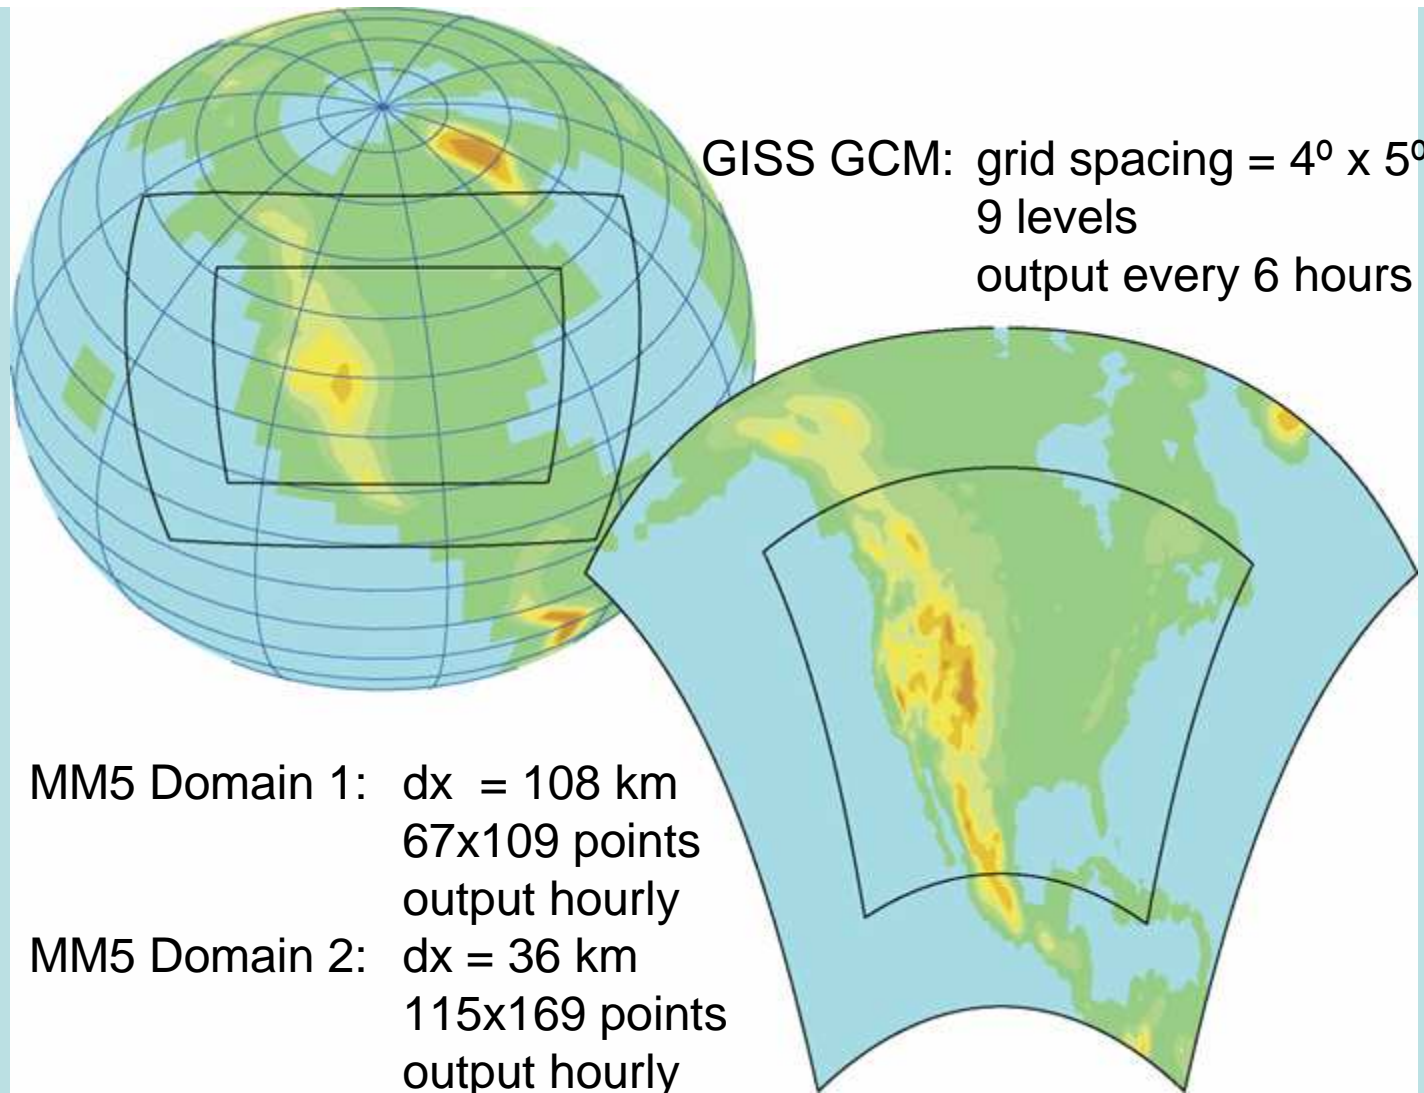 GISS GCM: grid spacing = 4º x 5º
9 levels
output every 6 hours
MM5 Domain 1: dx = 108 km
67x109 points
output hourly
MM5 Domain 2: dx = 36 km
115x169 points
output hourly